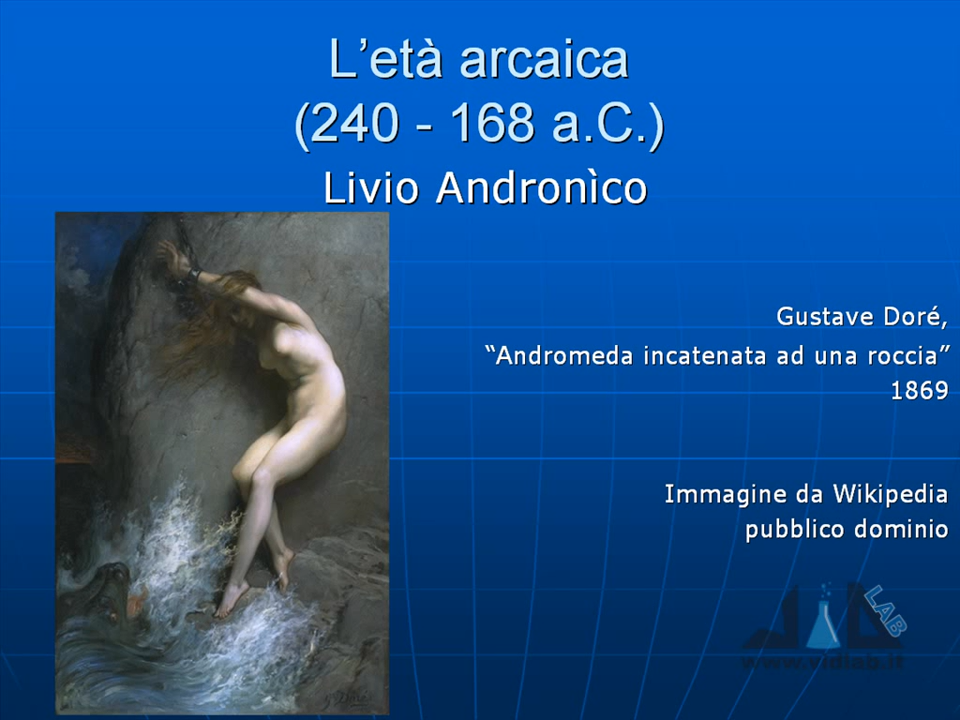 L’età arcaica
(240 - 168 a.C.)
Livio Andronìco
Gustave Doré,
“Andromeda incatenata ad una roccia”
1869
Immagine da Wikipedia
pubblico dominio
LAB
www.vidlab.it